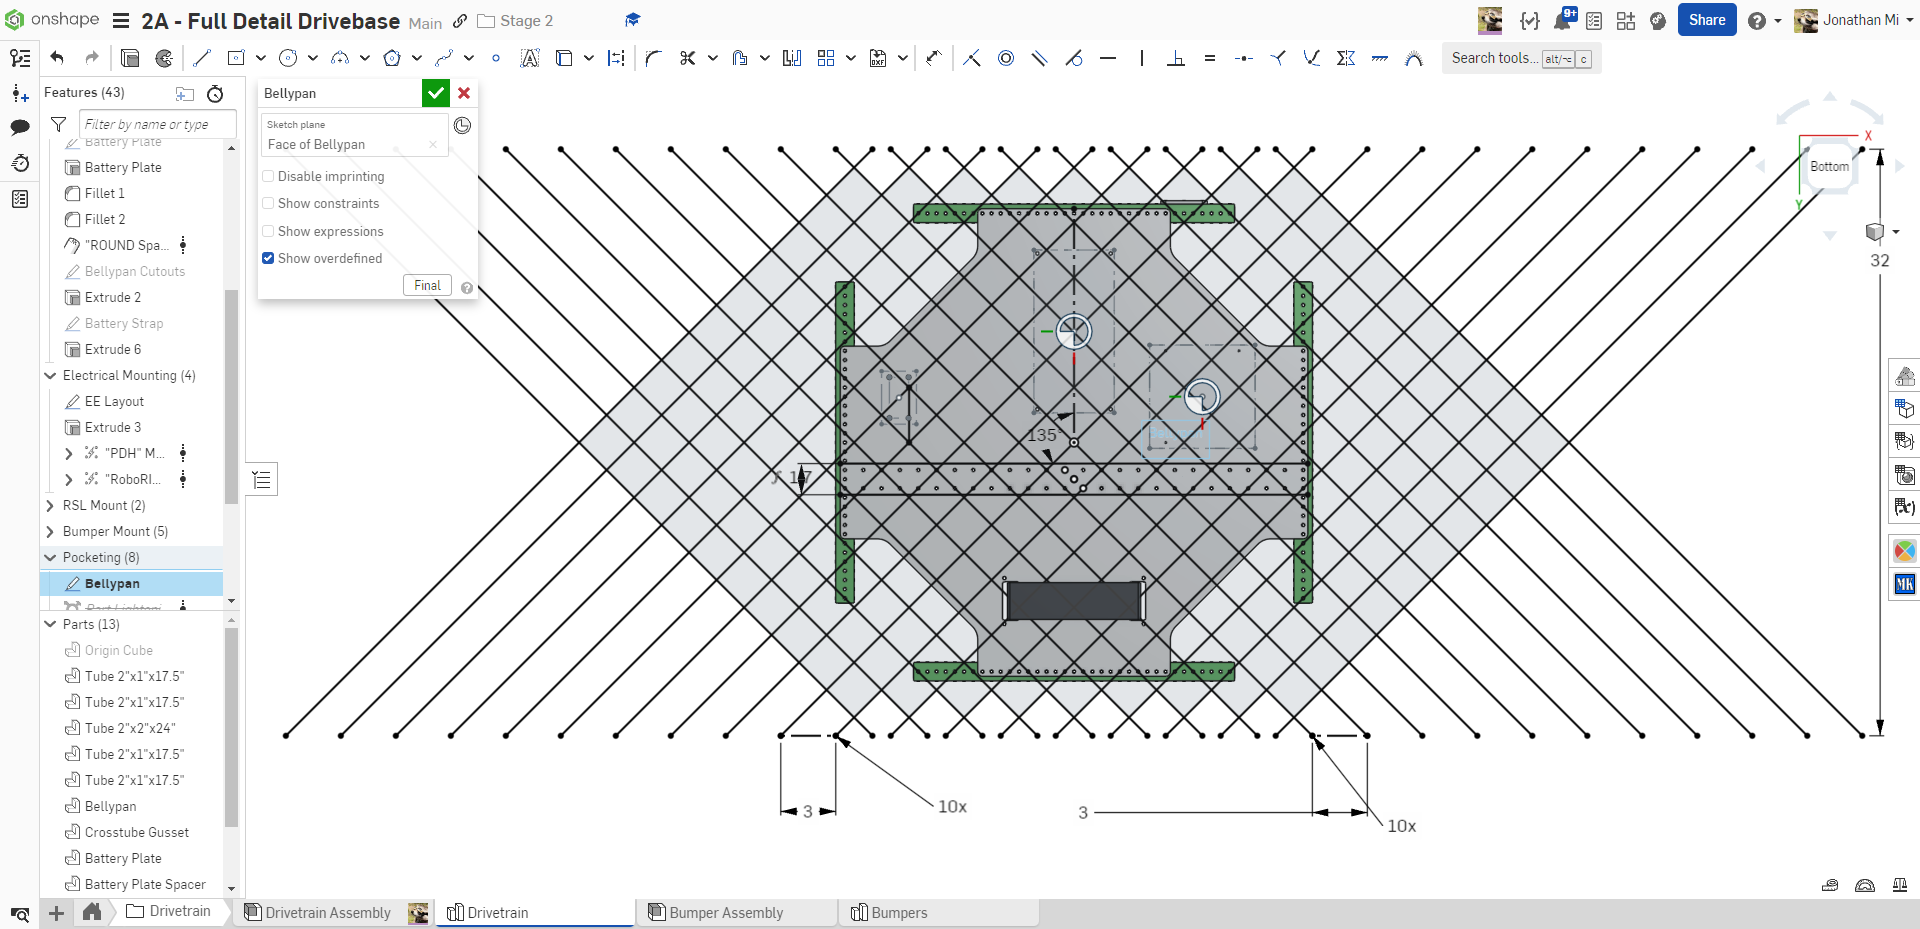 onshape
2A - Full Detail Drivebase
Main
Stage 2
9+
Share
Jonathan Mi
Search tools...
alt/⌥
c
Features (43)
Filter by name or type
Battery Plate
Battery Plate
Fillet 1
Fillet 2
"ROUND Spa...
Bellypan Cutouts
Extrude 2
Battery Strap
Extrude 6
Electrical Mounting (4)
EE Layout
Extrude 3
"PDH" M...
"RoboRI...
RSL Mount (2)
Bumper Mount (5)
Pocketing (8)
Bellypan
Part Lighteni
Parts (13)
Origin Cube
Tube 2"x1"x17.5"
Tube 2"x1"x17.5"
Tube 2"x2"x24"
Tube 2"x1"x17.5"
Tube 2"x1"x17.5"
Bellypan
Crosstube Gusset
Battery Plate
Battery Plate Spacer
Bellypan
Sketch plane
Face of Bellypan
Disable imprinting
Show constraints
Show expressions
Show overdefined
Final
X
Bottom
Y
32
135°
1.7
3
10x
3
10x
MK
Drivetrain
Drivetrain Assembly
Drivetrain
Bumper Assembly
Bumpers